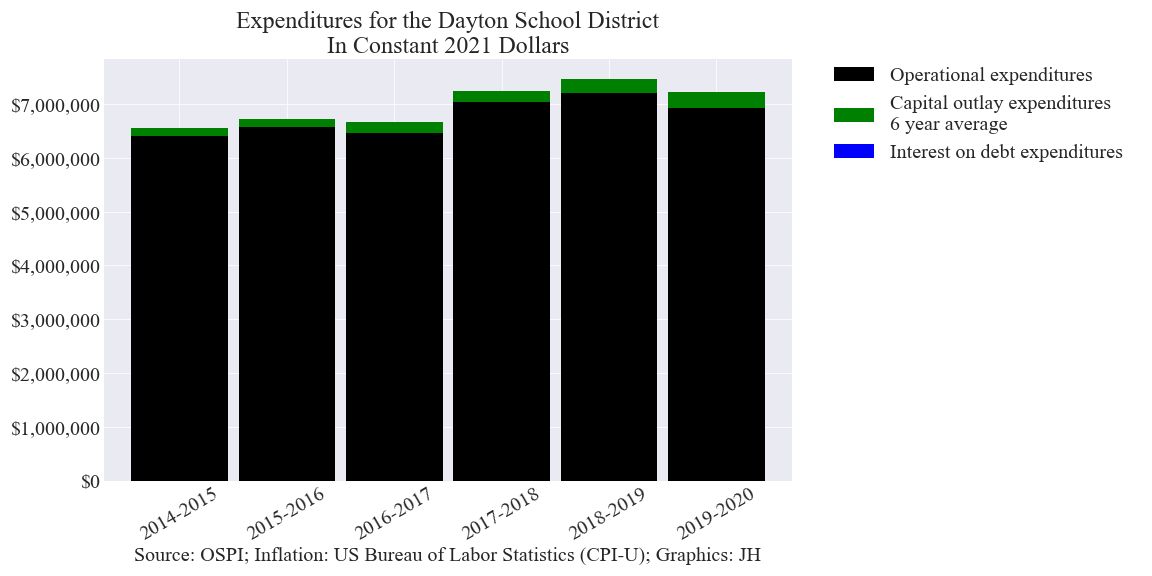 Expenditures for the Dayton School District
In Constant 2021 Dollars
Operational expenditures
Capital outlay expenditures
6 year average
Interest on debt expenditures
$7,000,000
$6,000,000
$5,000,000
$4,000,000
$3,000,000
$2,000,000
$1,000,000
$0
2014-2015
2015-2016
2016-2017
2017-2018
2018-2019
2019-2020
Source: OSPI; Inflation: US Bureau of Labor Statistics (CPI-U); Graphics: JH